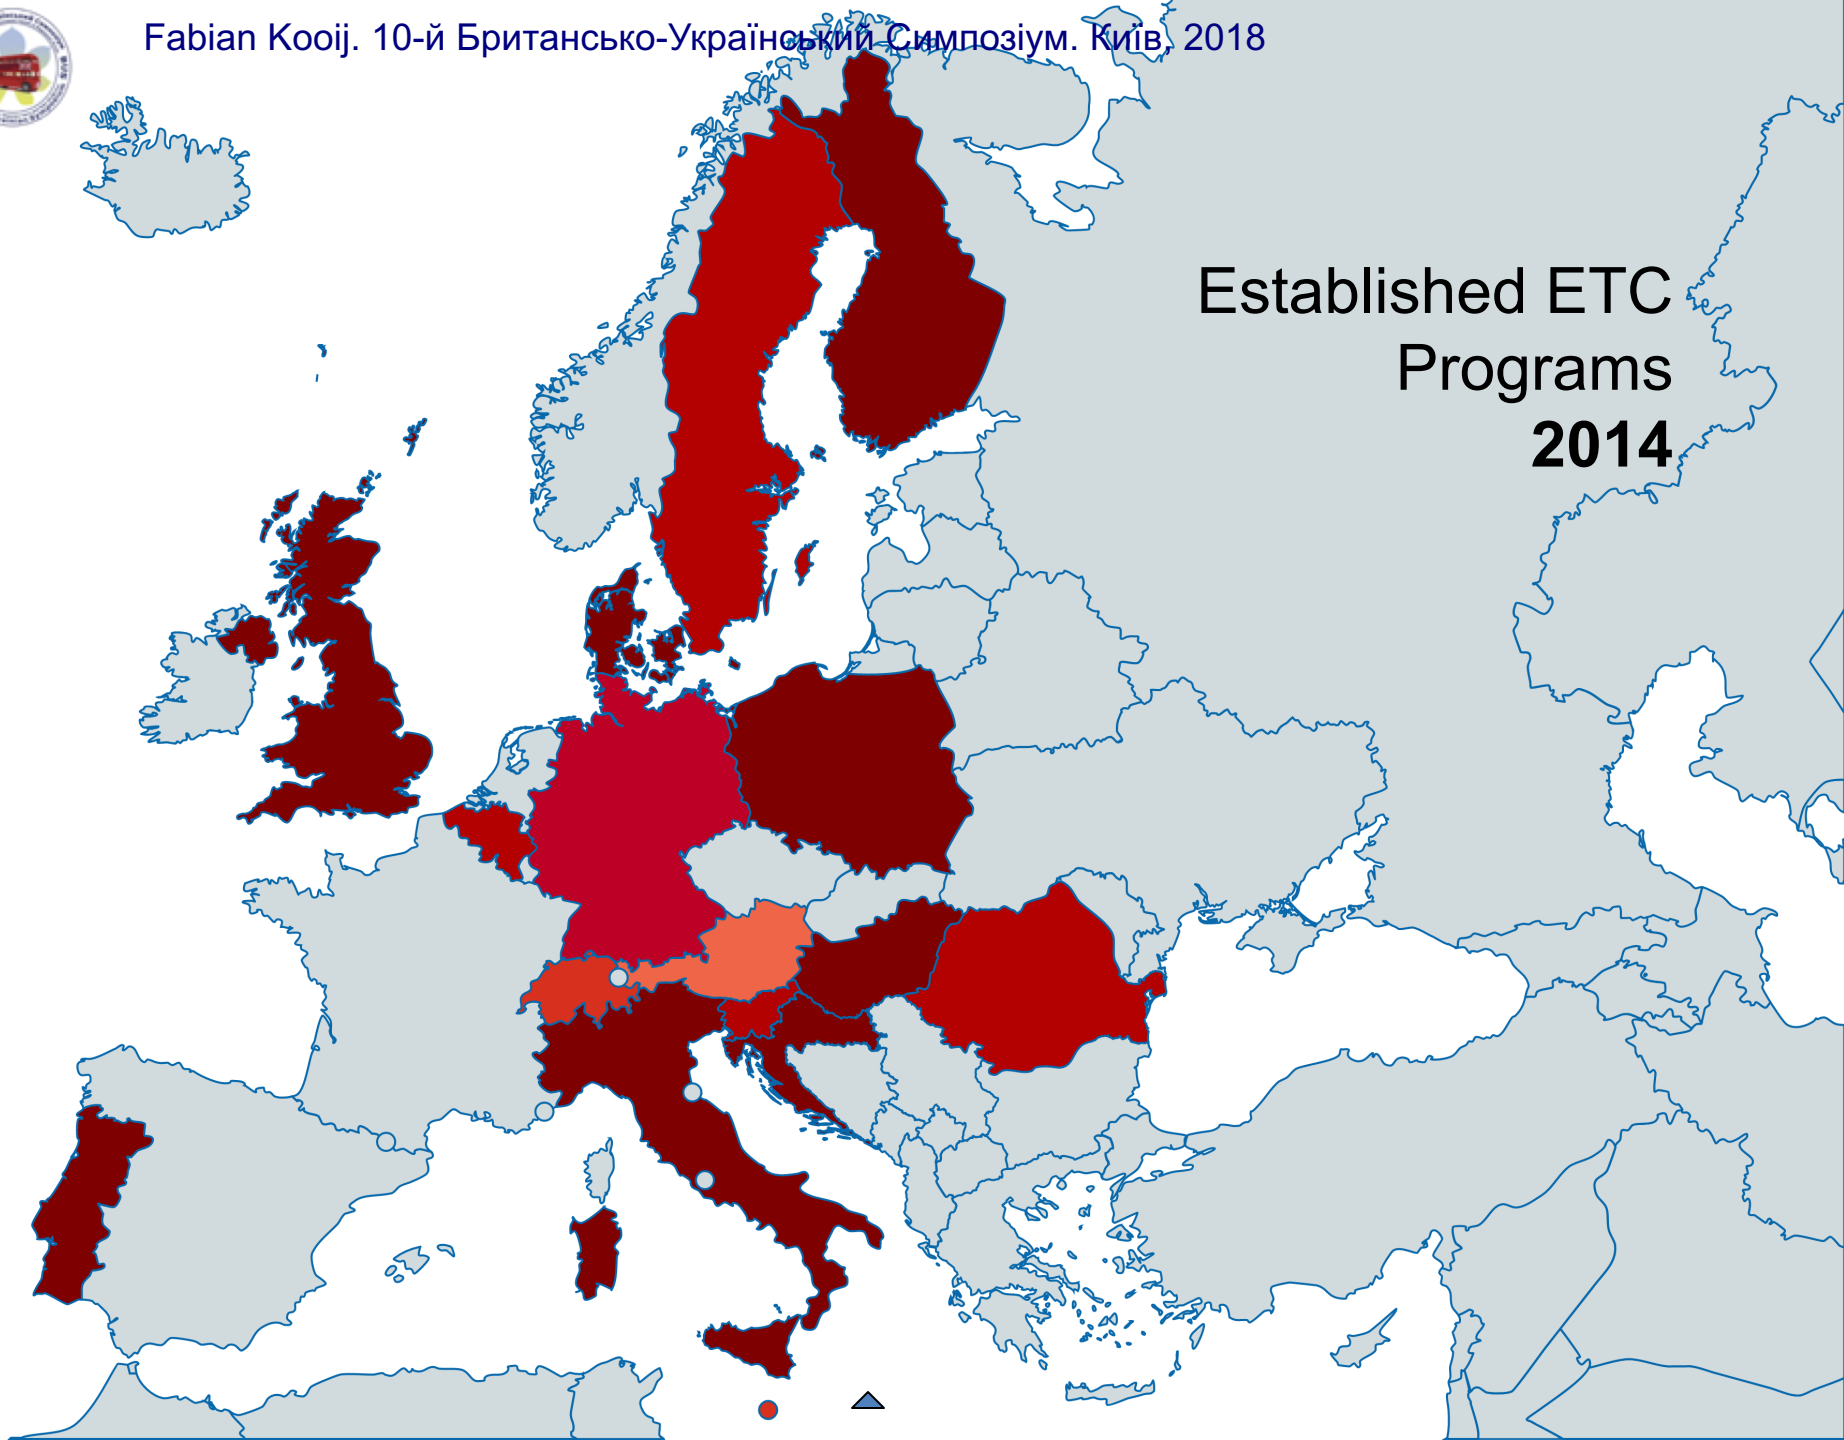 Fabian Kooij. 10-й Британсько-Український Симпозіум. Київ, 2018
Established ETC
Programs
2014